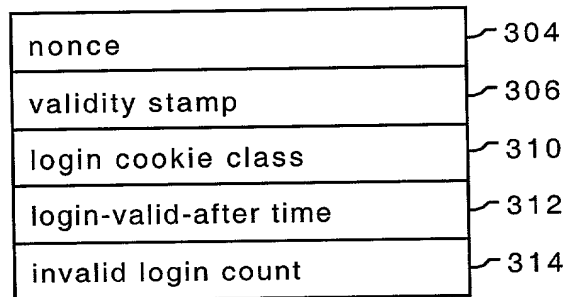 nonce 304
validity stamp 306
login cookie class 310
login-valid-after time 312
invalid login count 314